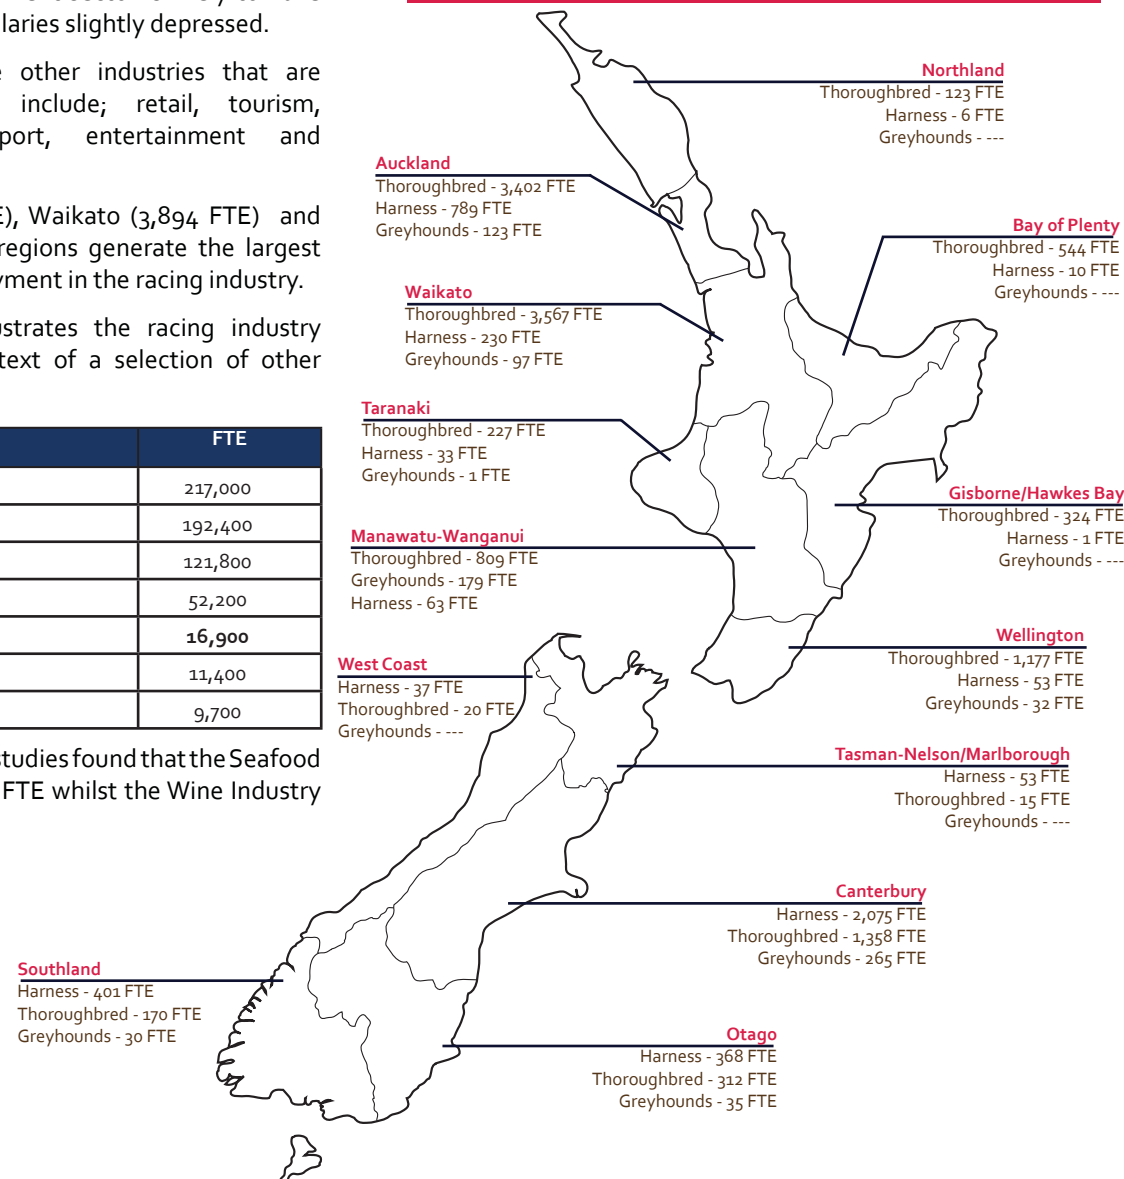 laries slightly depressed.
other industries that are
include; retail, tourism,
port, entertainment and
E), Waikato (3,894 FTE) and
regions generate the largest
yment in the racing industry.
ustrates the racing industry
text of a selection of other
FTE
217,000
192,400
121,800
52,200
16,900
11,400
9,700
studies found that the Seafood
FTE whilst the Wine Industry
Northland
Thoroughbred - 123 FTE
Harness - 6 FTE
Greyhounds - ---
Auckland
Thoroughbred - 3,402 FTE
Harness - 789 FTE
Greyhounds - 123 FTE
Bay of Plenty
Thoroughbred - 544 FTE
Harness - 10 FTE
Greyhounds - ---
Waikato
Thoroughbred - 3,567 FTE
Harness - 230 FTE
Greyhounds - 97 FTE
Taranaki
Thoroughbred - 227 FTE
Harness - 33 FTE
Greyhounds - 1 FTE
Gisborne/Hawkes Bay
Thoroughbred - 324 FTE
Harness - 1 FTE
Greyhounds - ---
Manawatu-Wanganui
Thoroughbred - 809 FTE
Greyhounds - 179 FTE
Harness - 63 FTE
Wellington
Thoroughbred - 1,177 FTE
Harness - 53 FTE
Greyhounds - 32 FTE
West Coast
Harness - 37 FTE
Thoroughbred - 20 FTE
Greyhounds - ---
Tasman-Nelson/Marlborough
Harness - 53 FTE
Thoroughbred - 15 FTE
Greyhounds - ---
Canterbury
Harness - 2,075 FTE
Thoroughbred - 1,358 FTE
Greyhounds - 265 FTE
Southland
Harness - 401 FTE
Thoroughbred - 170 FTE
Greyhounds - 30 FTE
Otago
Harness - 368 FTE
Thoroughbred - 312 FTE
Greyhounds - 35 FTE